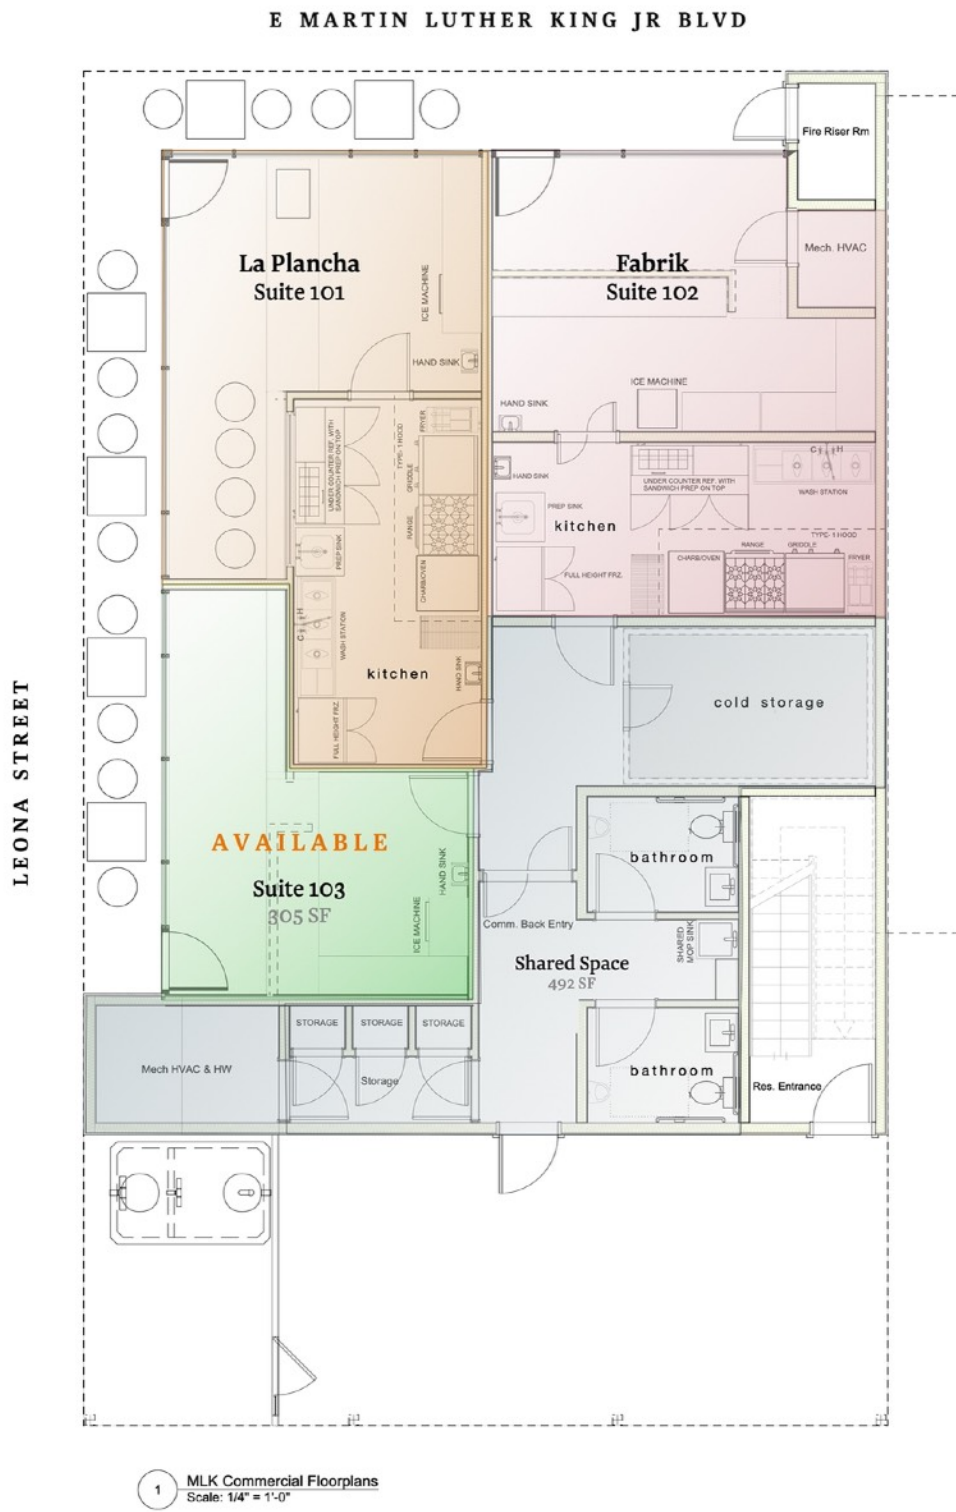 E MARTIN LUTHER KING JR BLVD
Fire Riser Rm
Mech. HVAC
La Plancha
Suite 101
Fabrik
Suite 102
ICE MACHINE
HAND SINK
ICE MACHINE
HAND SINK
UNDER COUNTER REF. WITH
SANDWICH PREP ON TOP
TYPE- 1 HOOD
FRYER
GRIDDLE
RANGE
CHARB/OVEN
PREP SINK
C H
WASH STATION
kitchen
HAND SINK
FULL HEIGHT FRZ.
HAND SINK
PREP SINK
kitchen
FULL HEIGHT FRZ.
UNDER COUNTER REF. WITH
SANDWICH PREP ON TOP
C H
WASH STATION
TYPE- 1 HOOD
CHARB/OVEN
RANGE
GRIDDLE
FRYER
cold storage
LEONA STREET
AVAILABLE
Suite 103
305 SF
HAND SINK
ICE MACHINE
bathroom
Comm. Back Entry
SHARED
MOP SINK
Shared Space
492 SF
STORAGE
STORAGE
STORAGE
Mech HVAC & HW
Storage
bathroom
Res. Entrance
1
MLK Commercial Floorplans
Scale: 1/4" = 1'-0"